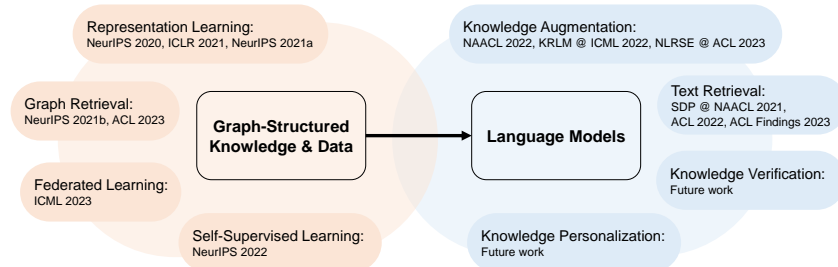 Representation Learning:
NeurIPS 2020, ICLR 2021, NeurIPS 2021a
Knowledge Augmentation:
NAACL 2022, KRLM @ ICML 2022, NLRSE @ ACL 2023
Graph Retrieval:
NeurIPS 2021b, ACL 2023
Graph-Structured
Knowledge & Data
Language Models
Text Retrieval:
SDP @ NAACL 2021,
ACL 2022, ACL Findings 2023
Federated Learning:
ICML 2023
Knowledge Verification:
Future work
Self-Supervised Learning:
NeurIPS 2022
Knowledge Personalization:
Future work